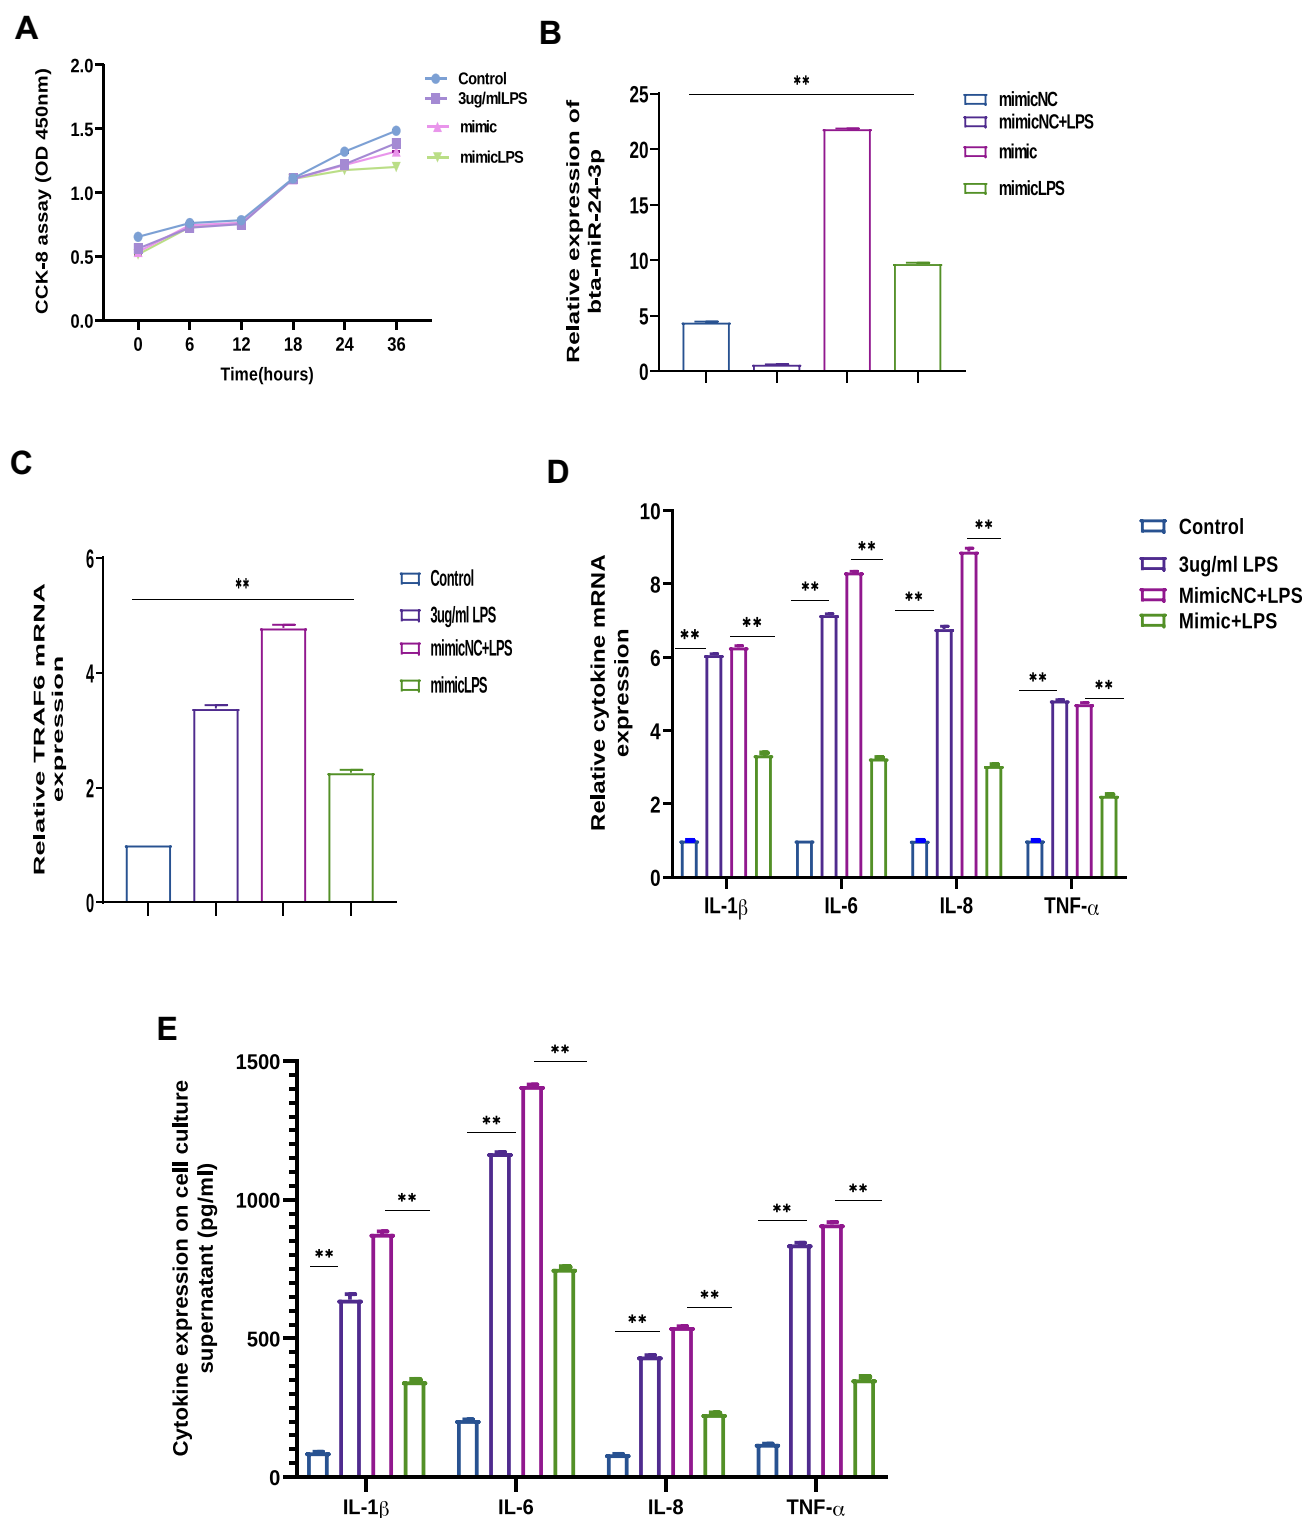 A
CCK-8 assay (OD 450nm)
2.0
1.5
1.0
0.5
0.0
0 6 12 18 24 36
Time(hours)
Control
3ug/mlLPS
mimic
mimicLPS
B
Relative expression of
bta-miR-24-3p
25
20
15
10
5
0
**
mimicNC
mimicNC+LPS
mimic
mimicLPS
C
Relative TRAF6 mRNA
expression
6
4
2
0
**
Control
3ug/ml LPS
mimicNC+LPS
mimicLPS
D
Relative cytokine mRNA
expression
10
8
6
4
2
0
** **
** **
** **
** **
IL-1β IL-6 IL-8 TNF-α
Control
3ug/ml LPS
MimicNC+LPS
Mimic+LPS
E
Cytokine expression on cell culture
supernatant (pg/ml)
1500
1000
500
0
** **
** **
** **
** **
IL-1β IL-6 IL-8 TNF-α